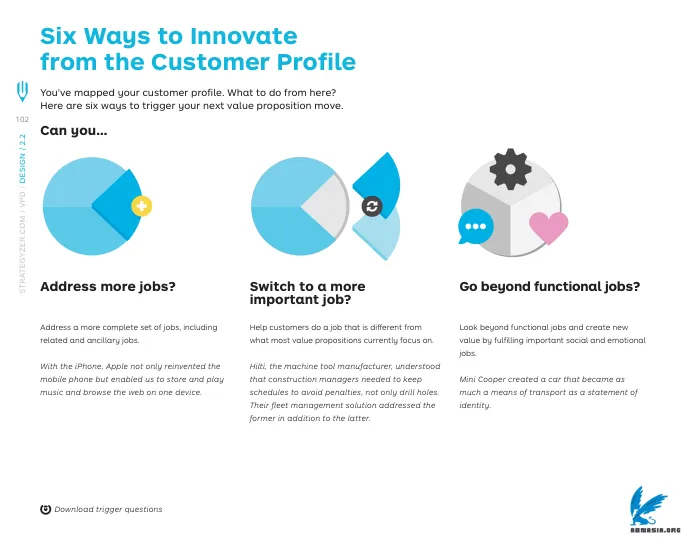 Six Ways to Innovate
from the Customer Profile
You've mapped your customer profile. What to do from here?
Here are six ways to trigger your next value proposition move.
102
STRATEGYZER.COM / VPD / DESIGN / 2.2
Can you...
Address more jobs?
Address a more complete set of jobs, including
related and ancillary jobs.
With the iPhone, Apple not only reinvented the
mobile phone but enabled us to store and play
music and browse the web on one device.
Switch to a more
important job?
Help customers do a job that is different from
what most value propositions currently focus on.
Hilti, the machine tool manufacturer, understood
that construction managers needed to keep
schedules to avoid penalties, not only drill holes.
Their fleet management solution addressed the
former in addition to the latter.
Go beyond functional jobs?
Look beyond functional jobs and create new
value by fulfilling important social and emotional
jobs.
Mini Cooper created a car that became as
much a means of transport as a statement of
identity.
Download trigger questions
ABNASIA.ORG